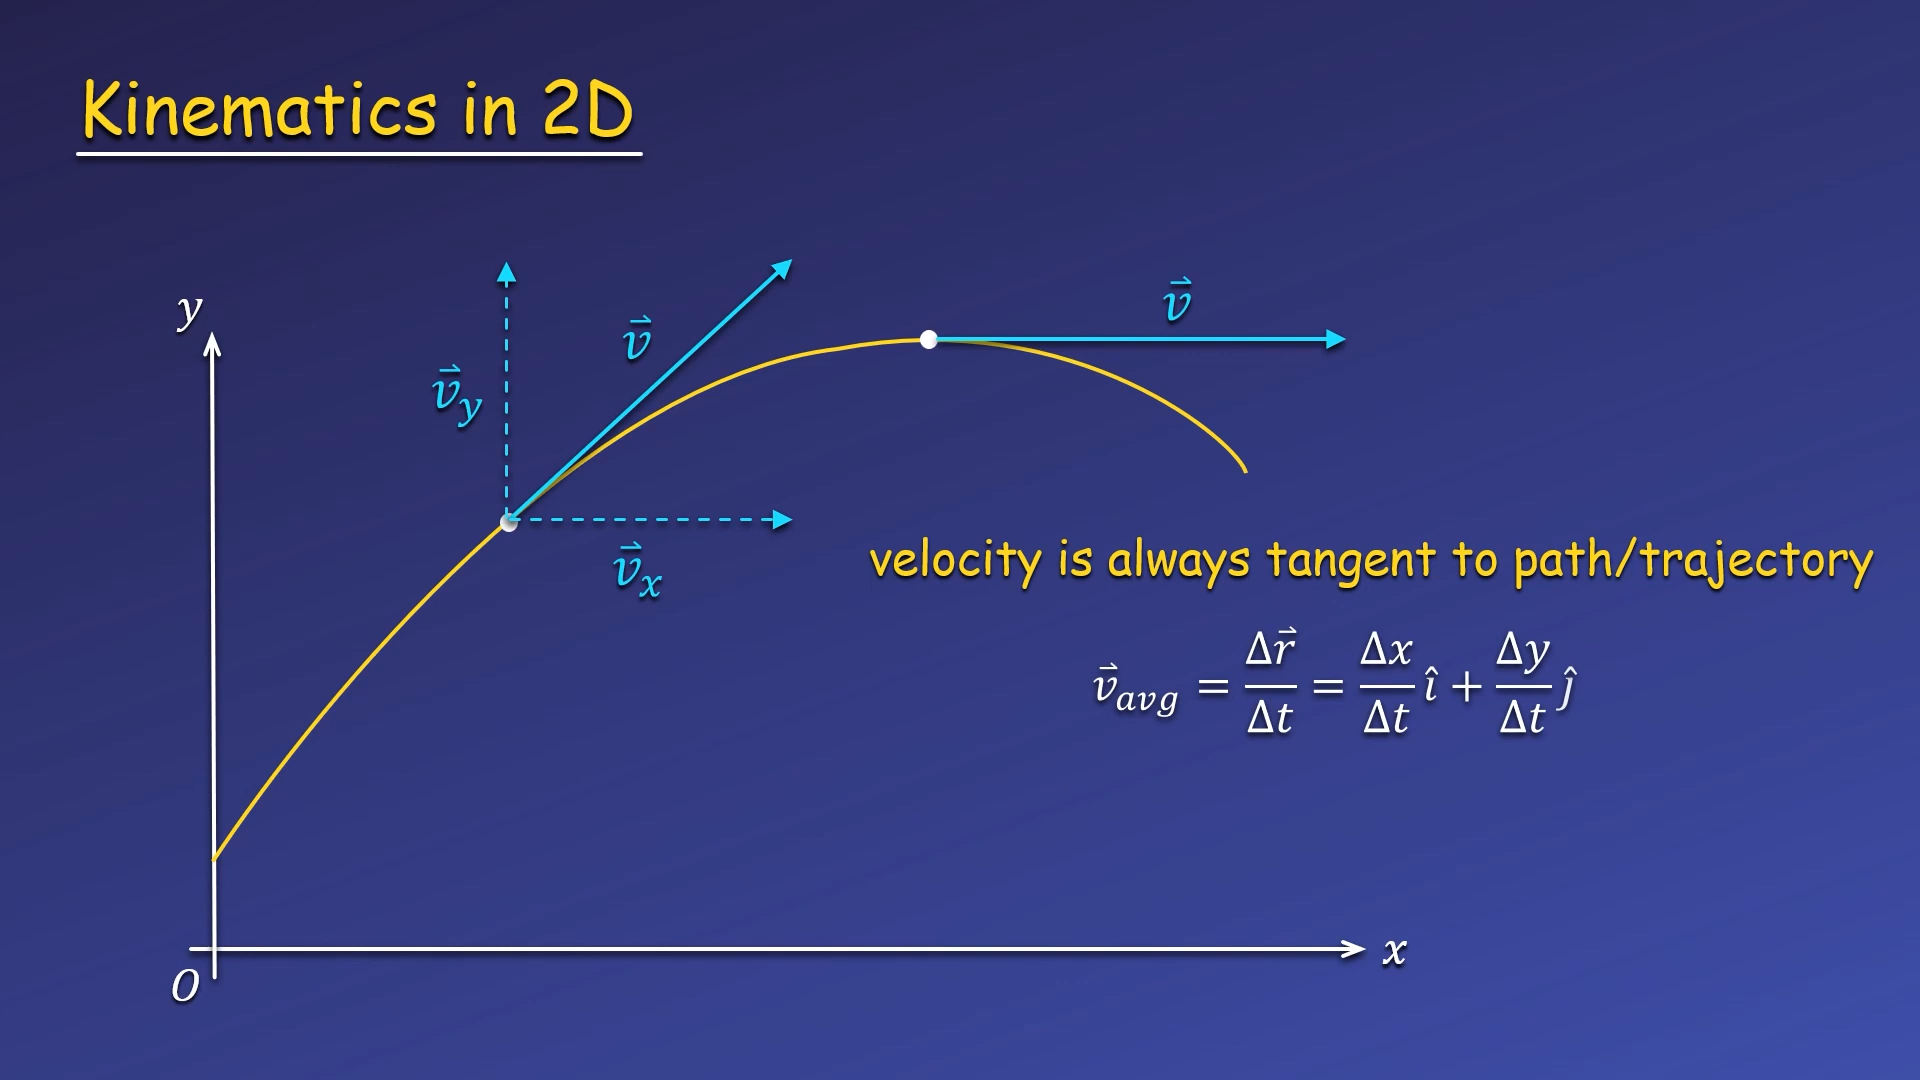 Kinematics in 2D
y
v⃗
v⃗
v⃗_y
v⃗_x
velocity is always tangent to path/trajectory
v⃗_avg = Δr⃗/Δt = Δx/Δt î + Δy/Δt ĵ
x
O